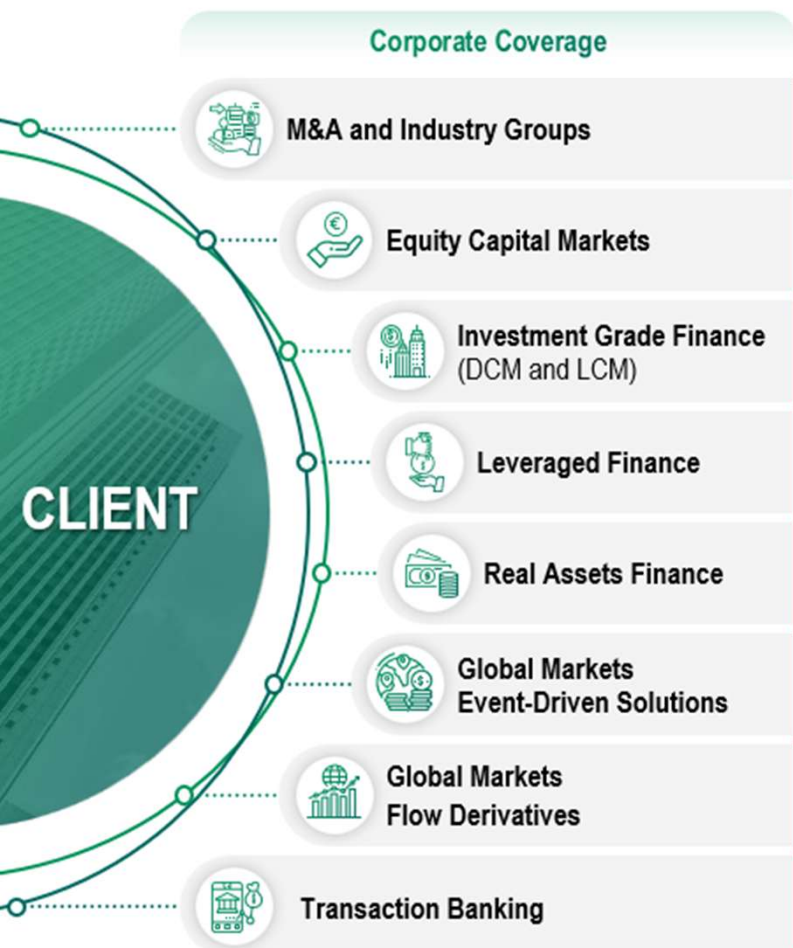 Corporate Coverage
M&A and Industry Groups
Equity Capital Markets
Investment Grade Finance
(DCM and LCM)
Leveraged Finance
CLIENT
Real Assets Finance
Global Markets
Event-Driven Solutions
Global Markets
Flow Derivatives
Transaction Banking